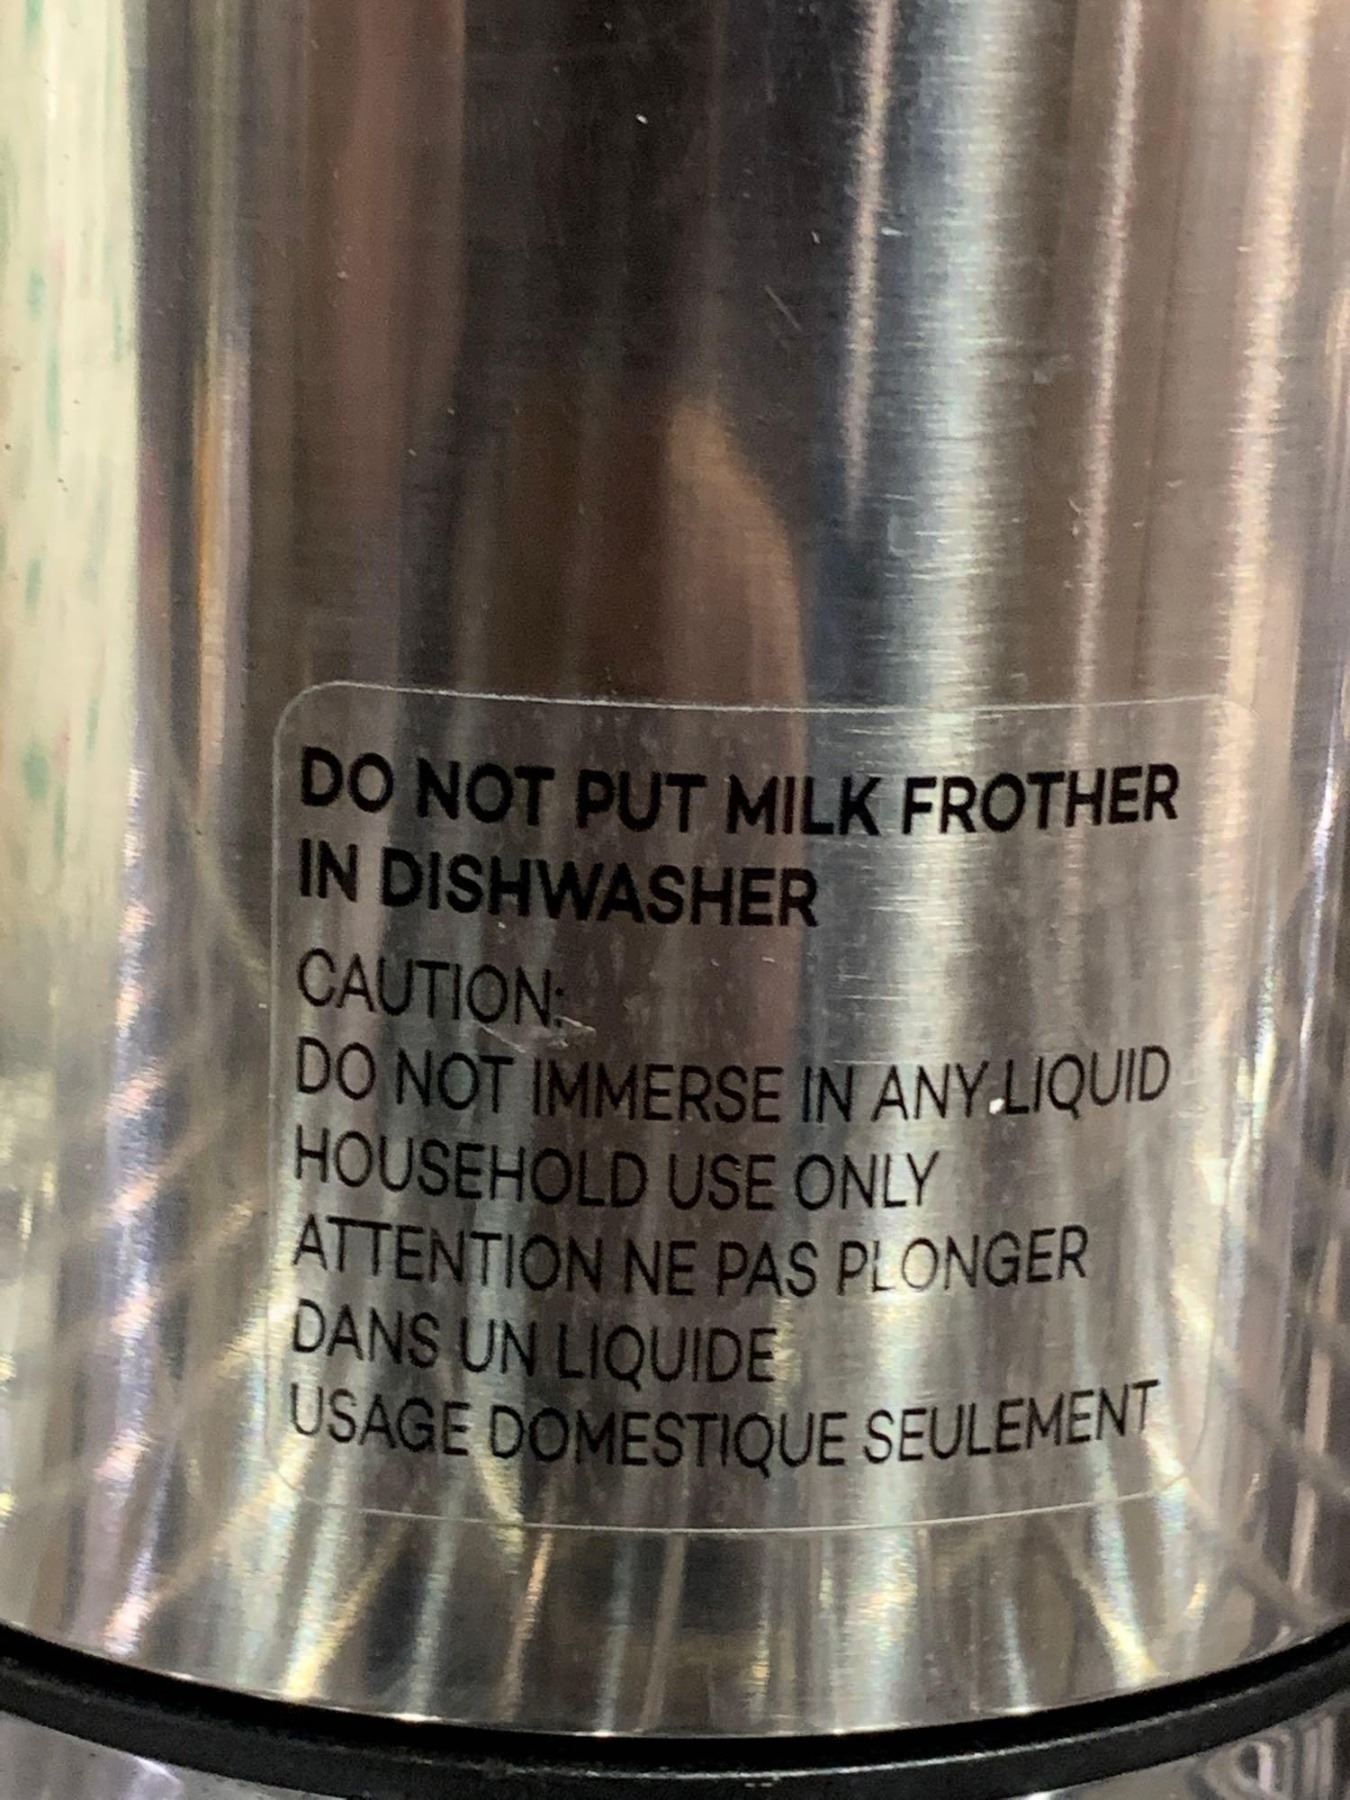 DO NOT PUT MILK FROTHER
IN DISHWASHER
CAUTION:
DO NOT IMMERSE IN ANY LIQUID
HOUSEHOLD USE ONLY
ATTENTION NE PAS PLONGER
DANS UN LIQUIDE
USAGE DOMESTIQUE SEULEMENT